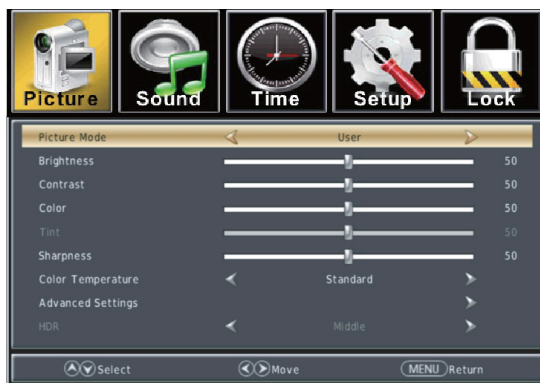 Picture Sound Time Setup Lock
Picture Mode User
Brightness 50
Contrast 50
Color 50
Tint 50
Sharpness 50
Color Temperature Standard
Advanced Settings
HDR Middle
Select Move MENU Return